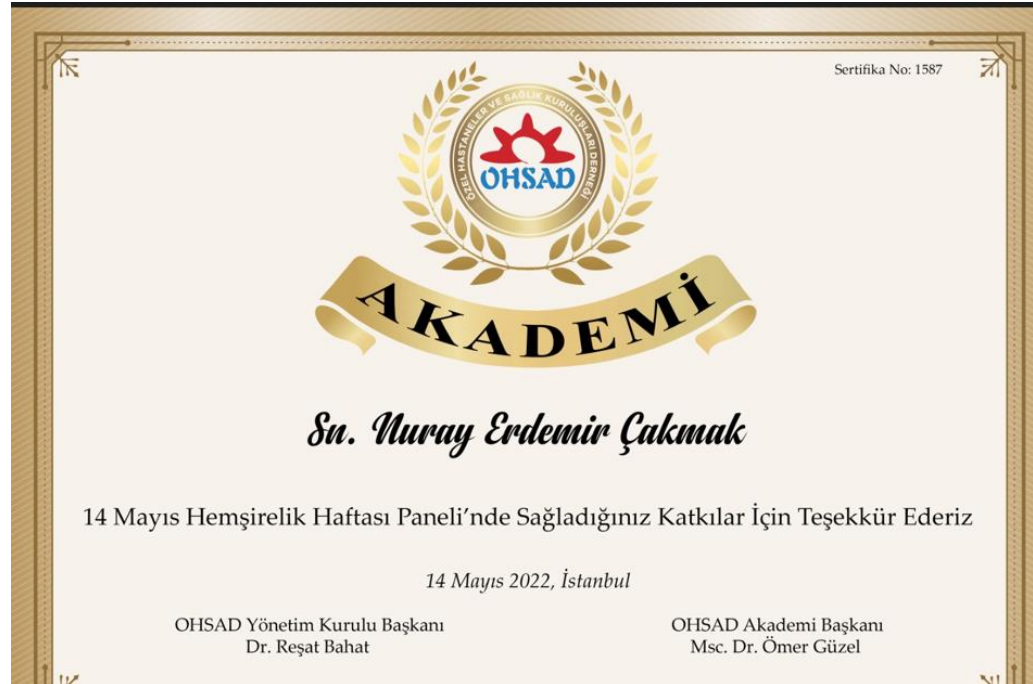 Sertifika No: 1587
ÖZEL HASTANELER VE SAĞLIK KURULUŞLARI DERNEĞİ
OHSAD
AKADEMİ
Sn. Nuray Erdemir Çakmak
14 Mayıs Hemşirelik Haftası Paneli’nde Sağladığınız Katkılar İçin Teşekkür Ederiz
14 Mayıs 2022, İstanbul
OHSAD Yönetim Kurulu Başkanı
Dr. Reşat Bahat
OHSAD Akademi Başkanı
Msc. Dr. Ömer Güzel